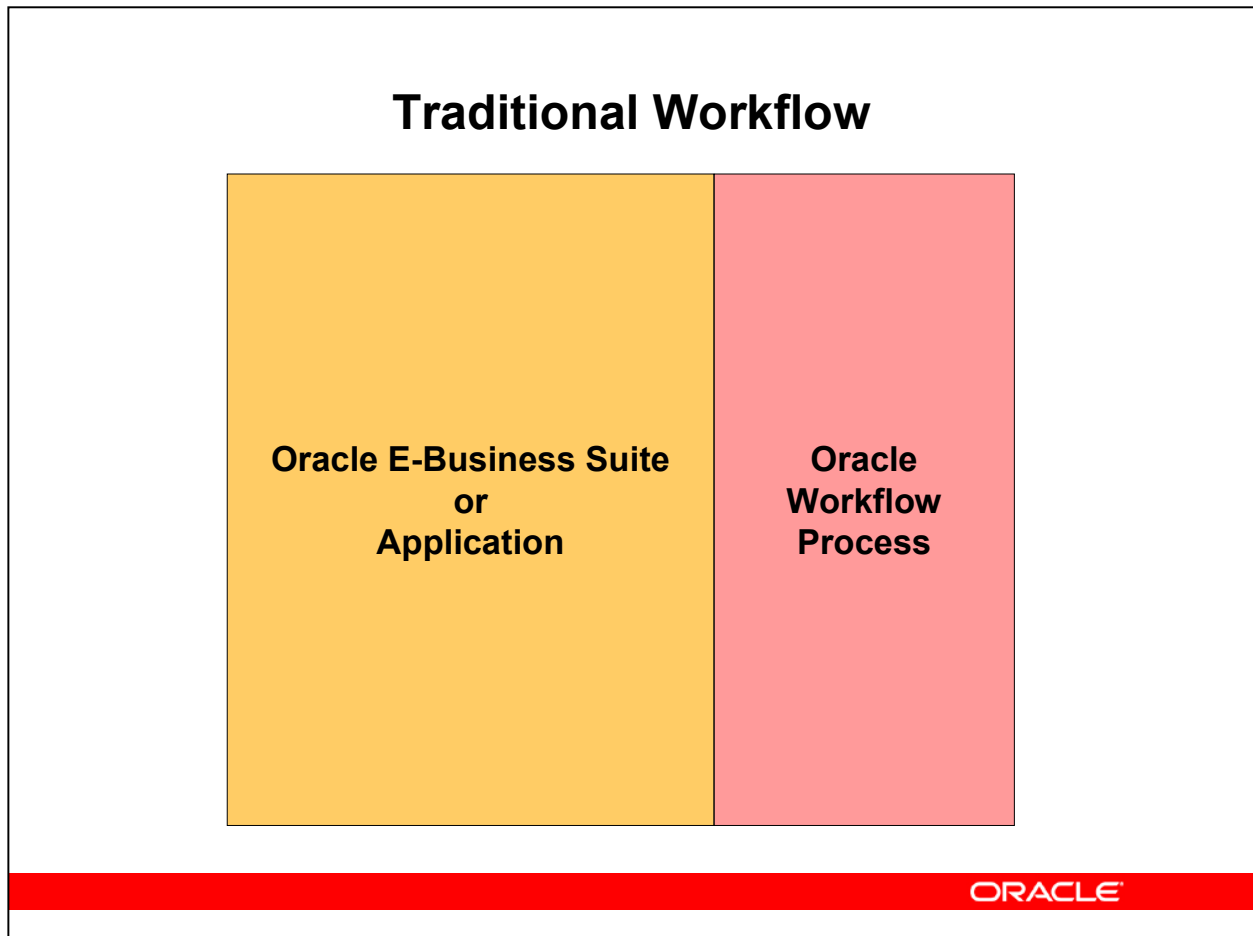 Traditional Workflow
Oracle E-Business Suite
or
Application
Oracle
Workflow
Process
ORACLE